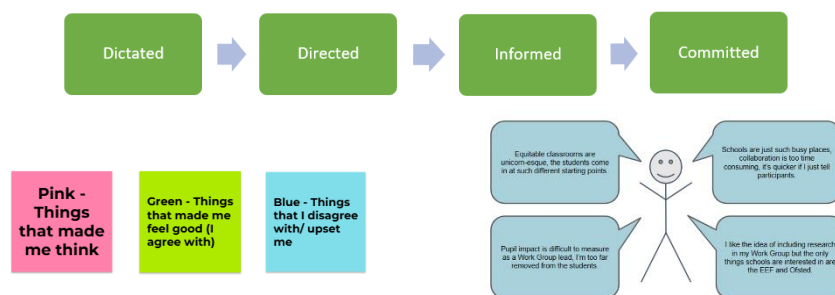 Dictated
Directed
Informed
Committed
Pink -
Things
that made
me think
Green - Things
that made me
feel good (I
agree with)
Blue - Things
that I disagree
with/ upset
me
Equitable classrooms are
unicorn-esque, the students come
in at such different starting points.
Schools are just such busy places,
collaboration is too time
consuming, it's quicker if I just tell
participants.
Pupil impact is difficult to measure
as a Work Group lead, I'm too far
removed from the students
I like the idea of including research
in my Work Group but the only
things schools are interested in are
the EEF and Ofsted.